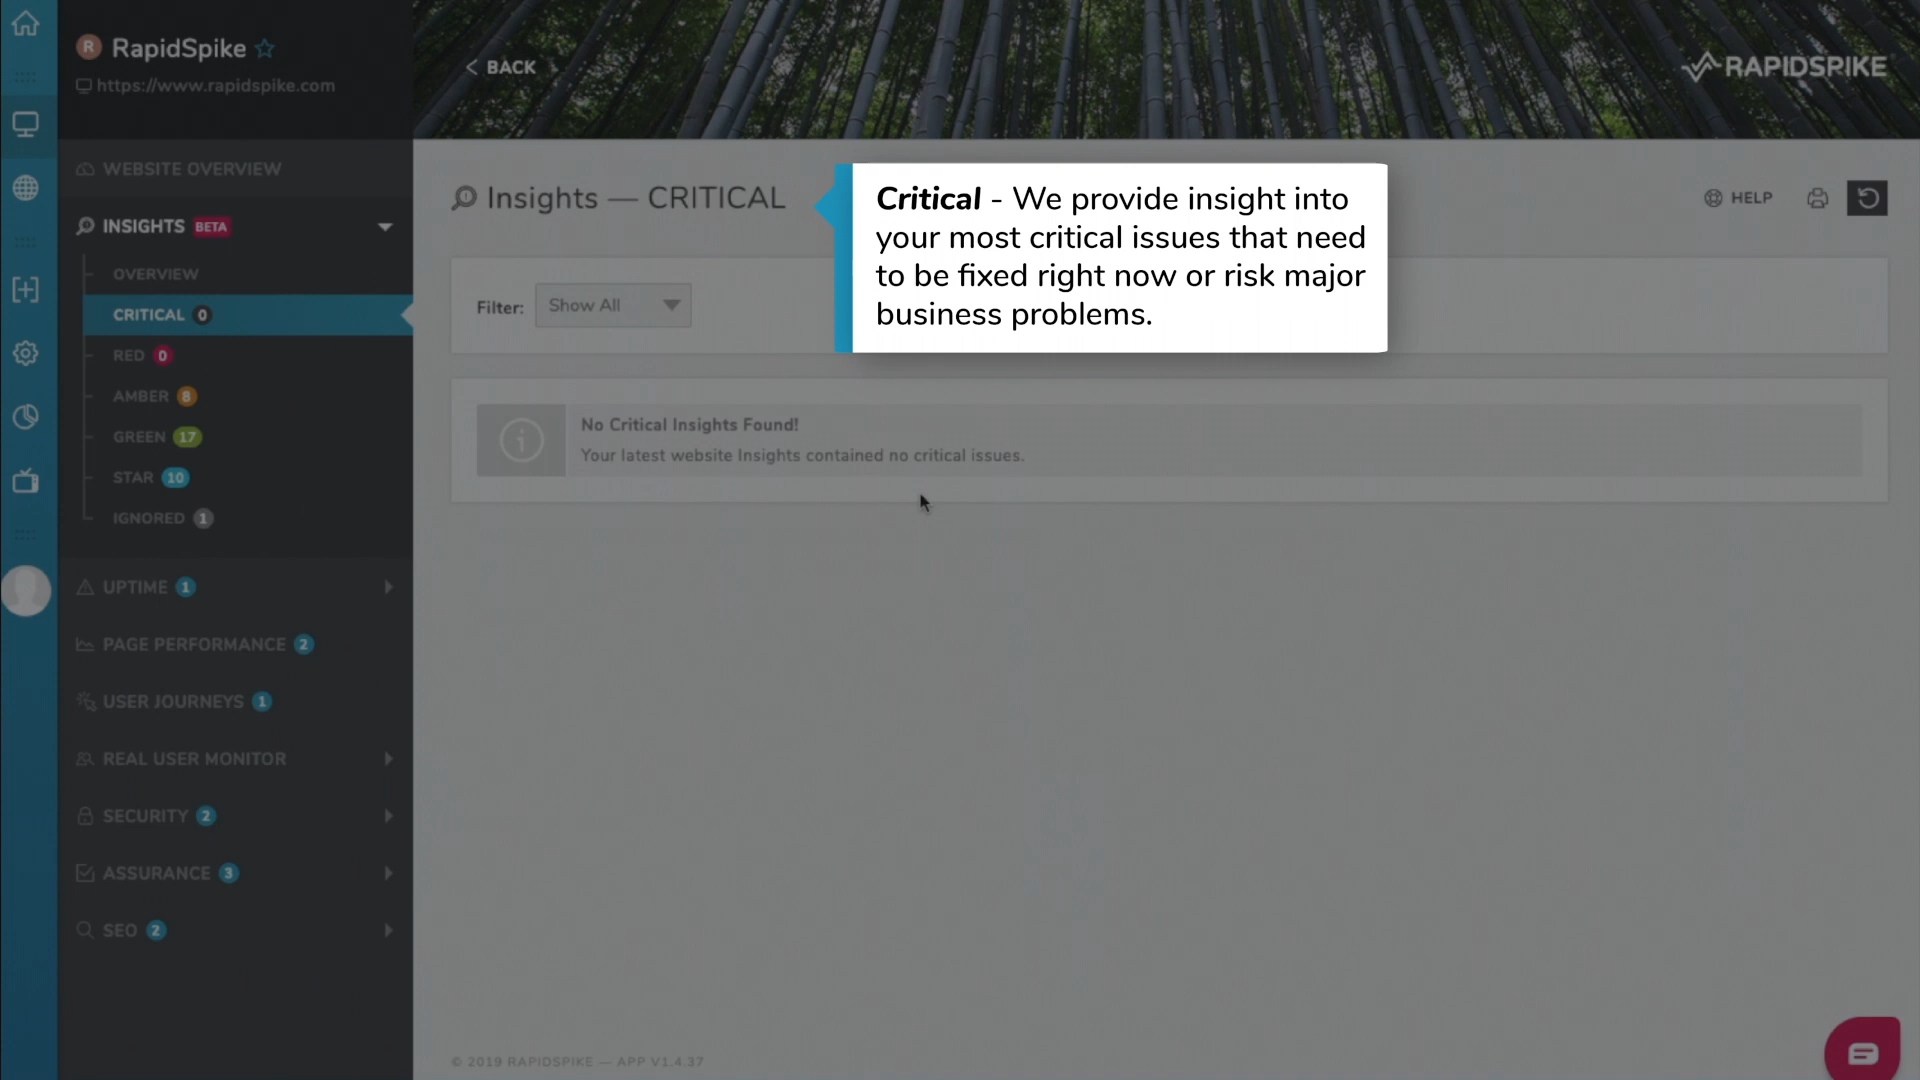 R RapidSpike
https://www.rapidspike.com
WEBSITE OVERVIEW
INSIGHTS BETA
OVERVIEW
CRITICAL 0
RED 0
AMBER 8
GREEN 17
STAR 10
IGNORED 1
UPTIME 1
PAGE PERFORMANCE 2
USER JOURNEYS 1
REAL USER MONITOR
SECURITY 2
ASSURANCE 3
SEO 2
BACK
RAPIDSPIKE
Insights — CRITICAL
HELP
Critical - We provide insight into
your most critical issues that need
to be fixed right now or risk major
business problems.
Filter: Show All
No Critical Insights Found!
Your latest website Insights contained no critical issues.
© 2019 RAPIDSPIKE — APP V1.4.37